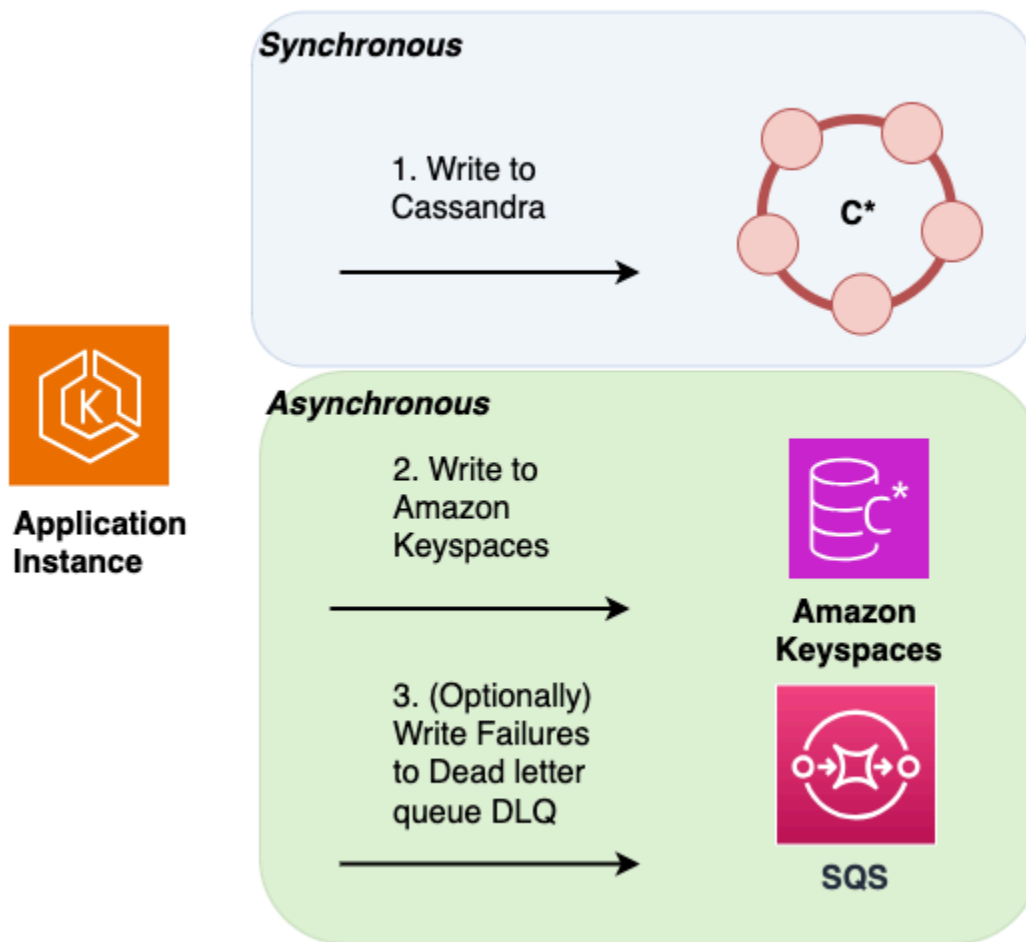 Synchronous
1. Write to
Cassandra
C*
Application
Instance
K
Asynchronous
2. Write to
Amazon
Keyspaces
C*
Amazon
Keyspaces
3. (Optionally)
Write Failures
to Dead letter
queue DLQ
SQS